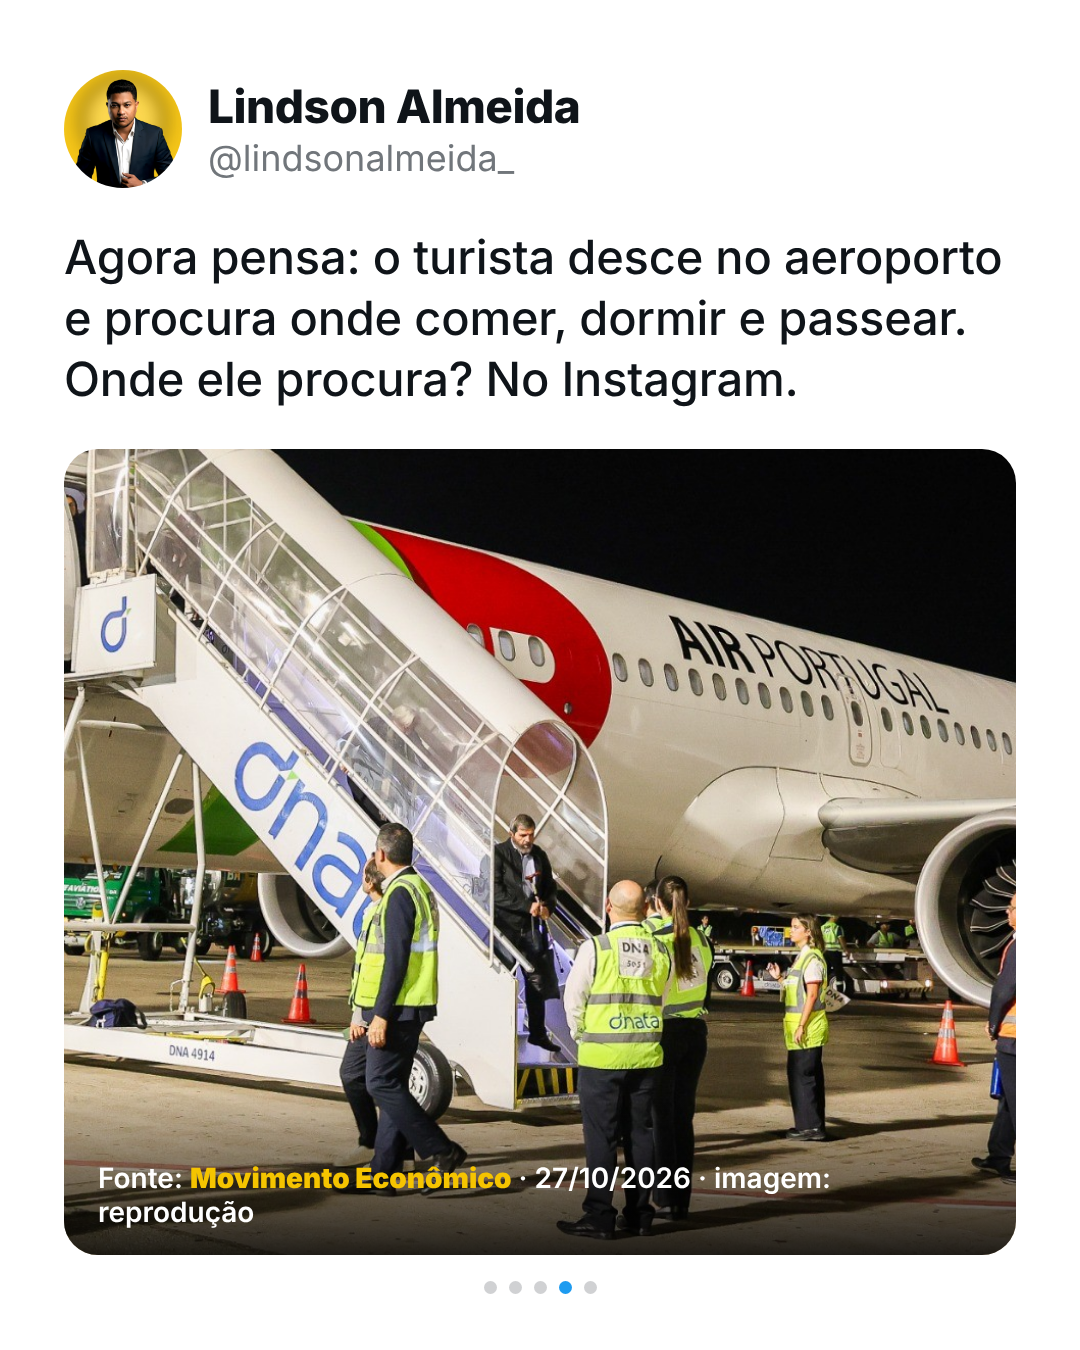 Lindson Almeida
@lindsonalmeida_
Agora pensa: o turista desce no aeroporto
e procura onde comer, dormir e passear.
Onde ele procura? No Instagram.
AIR PORTUGAL
dnata
DNA
dnata
DNA 4914
Fonte: Movimento Econômico · 27/10/2026 · imagem:
reprodução